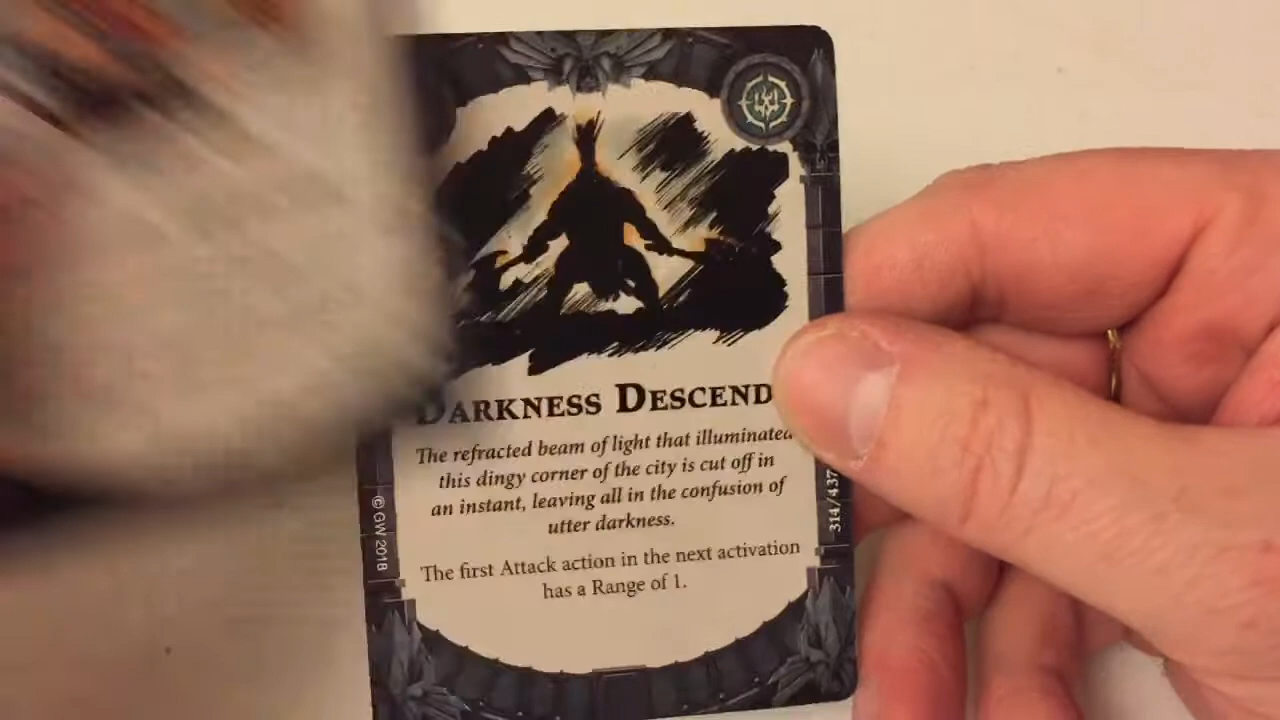 DARKNESS DESCEND
The refracted beam of light that illuminated
this dingy corner of the city is cut off in
an instant, leaving all in the confusion of
utter darkness.
The first Attack action in the next activation
has a Range of 1.
© GW 2018
314/437